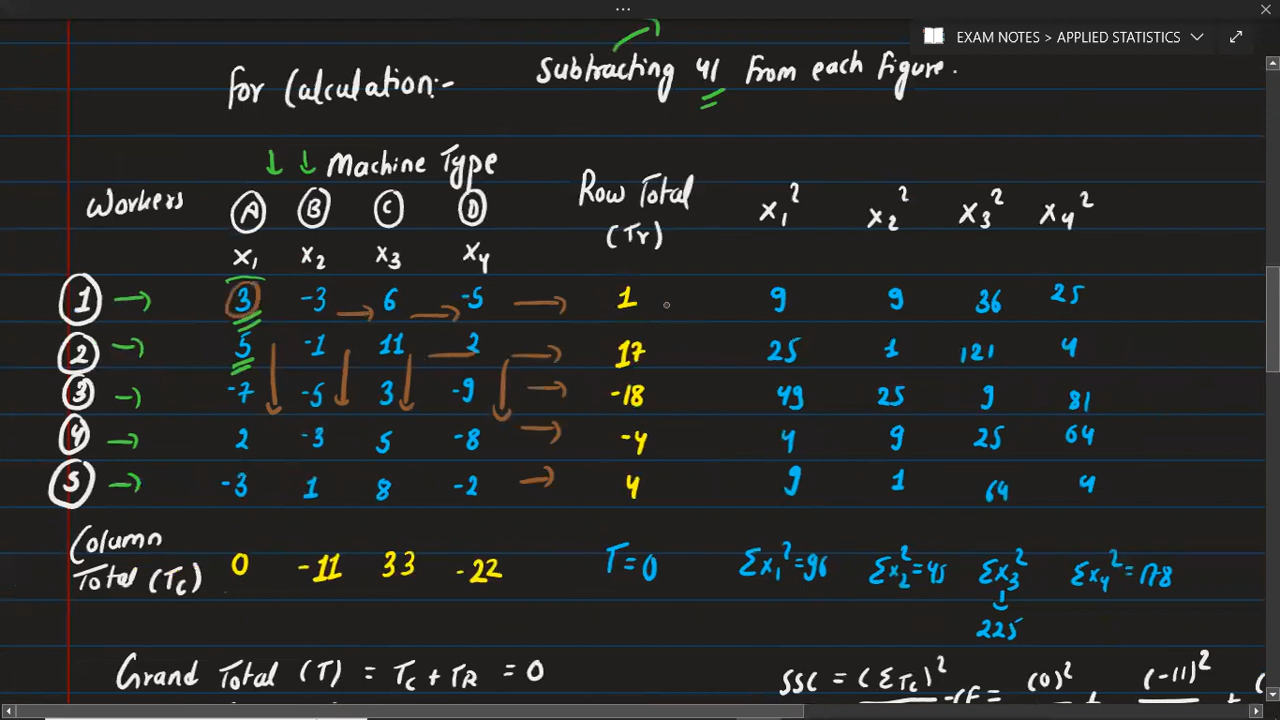 EXAM NOTES > APPLIED STATISTICS
Subtracting 41 from each figure.
For Calculation:-
Machine Type
Workers A B C D Row Total (Tr) x₁² x₂² x₃² x₄²
x₁ x₂ x₃ x₄
1 → 3 -3 6 -5 1 9 9 36 25
2 → 5 -1 11 2 17 25 1 121 4
3 → -7 -5 3 -9 -18 49 25 9 81
4 → 2 -3 5 -8 -4 4 9 25 64
5 → -3 1 8 -2 4 9 1 64 4
Column Total (Tc) 0 -11 33 -22 T=0 Σx₁²=96 Σx₂²=45 Σx₃² Σx₄²=178
225
Grand Total (T) = Tc + TR = 0
SSC = (ΣTc)² -CF = (0)² + (-11)²